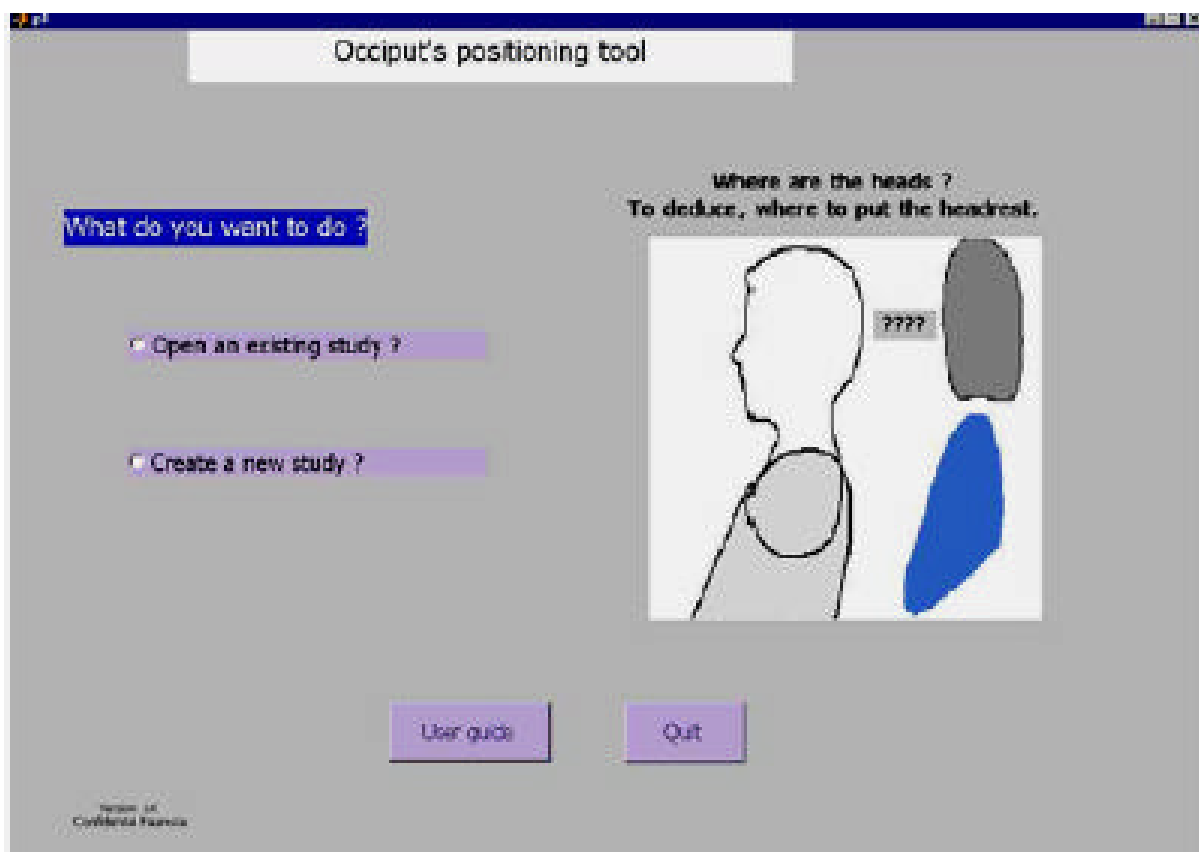 Occiput's positioning tool
Where are the heads ?
To deduce, where to put the headrest.
What do you want to do ?
????
Open an existing study ?
Create a new study ?
User guide
Quit
Confidential